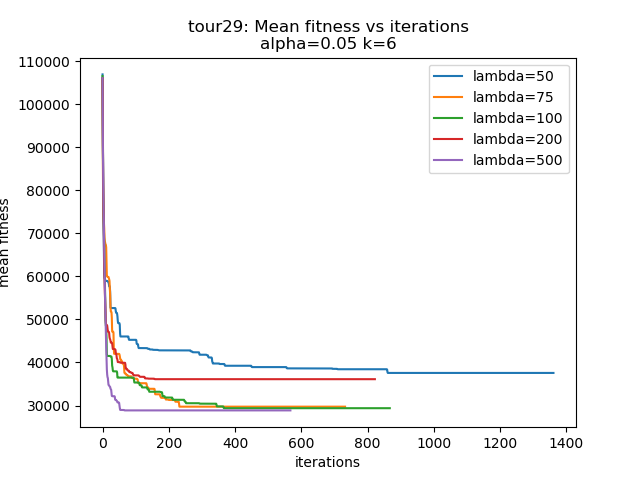 tour29: Mean fitness vs iterations
alpha=0.05 k=6
110000
100000
90000
80000
70000
60000
50000
40000
30000
mean fitness
lambda=50
lambda=75
lambda=100
lambda=200
lambda=500
0 200 400 600 800 1000 1200 1400
iterations